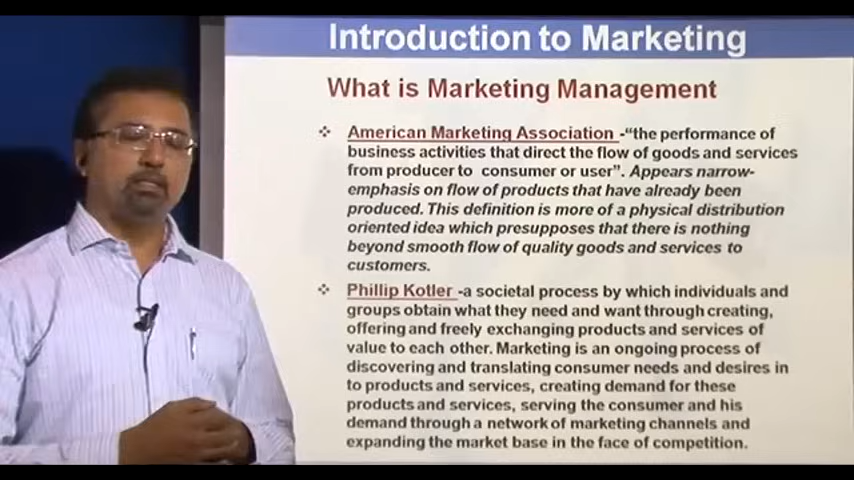 Introduction to Marketing
What is Marketing Management
❖ American Marketing Association -“the performance of
business activities that direct the flow of goods and services
from producer to consumer or user”. Appears narrow-
emphasis on flow of products that have already been
produced. This definition is more of a physical distribution
oriented idea which presupposes that there is nothing
beyond smooth flow of quality goods and services to
customers.
❖ Phillip Kotler -a societal process by which individuals and
groups obtain what they need and want through creating,
offering and freely exchanging products and services of
value to each other. Marketing is an ongoing process of
discovering and translating consumer needs and desires in
to products and services, creating demand for these
products and services, serving the consumer and his
demand through a network of marketing channels and
expanding the market base in the face of competition.